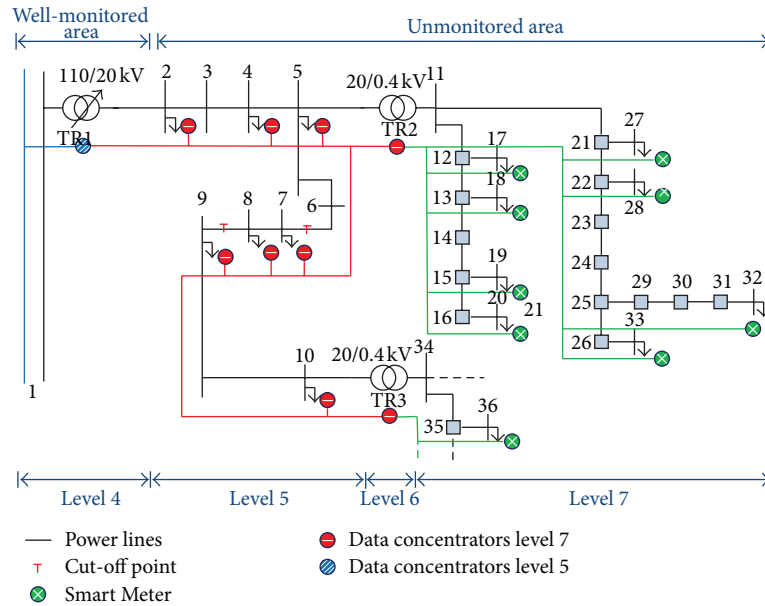 Well-monitored
area
Unmonitored area
110/20 kV
2
3
4
5
20/0.4 kV
11
TR1
TR2
17
27
12
21
18
22
13
28
9
8
7
6
14
23
24
19
15
25
29
30
31
32
20
21
16
33
26
20/0.4 kV
34
10
1
TR3
36
35
Level 4
Level 5
Level 6
Level 7
Power lines
Cut-off point
Smart Meter
Data concentrators level 7
Data concentrators level 5